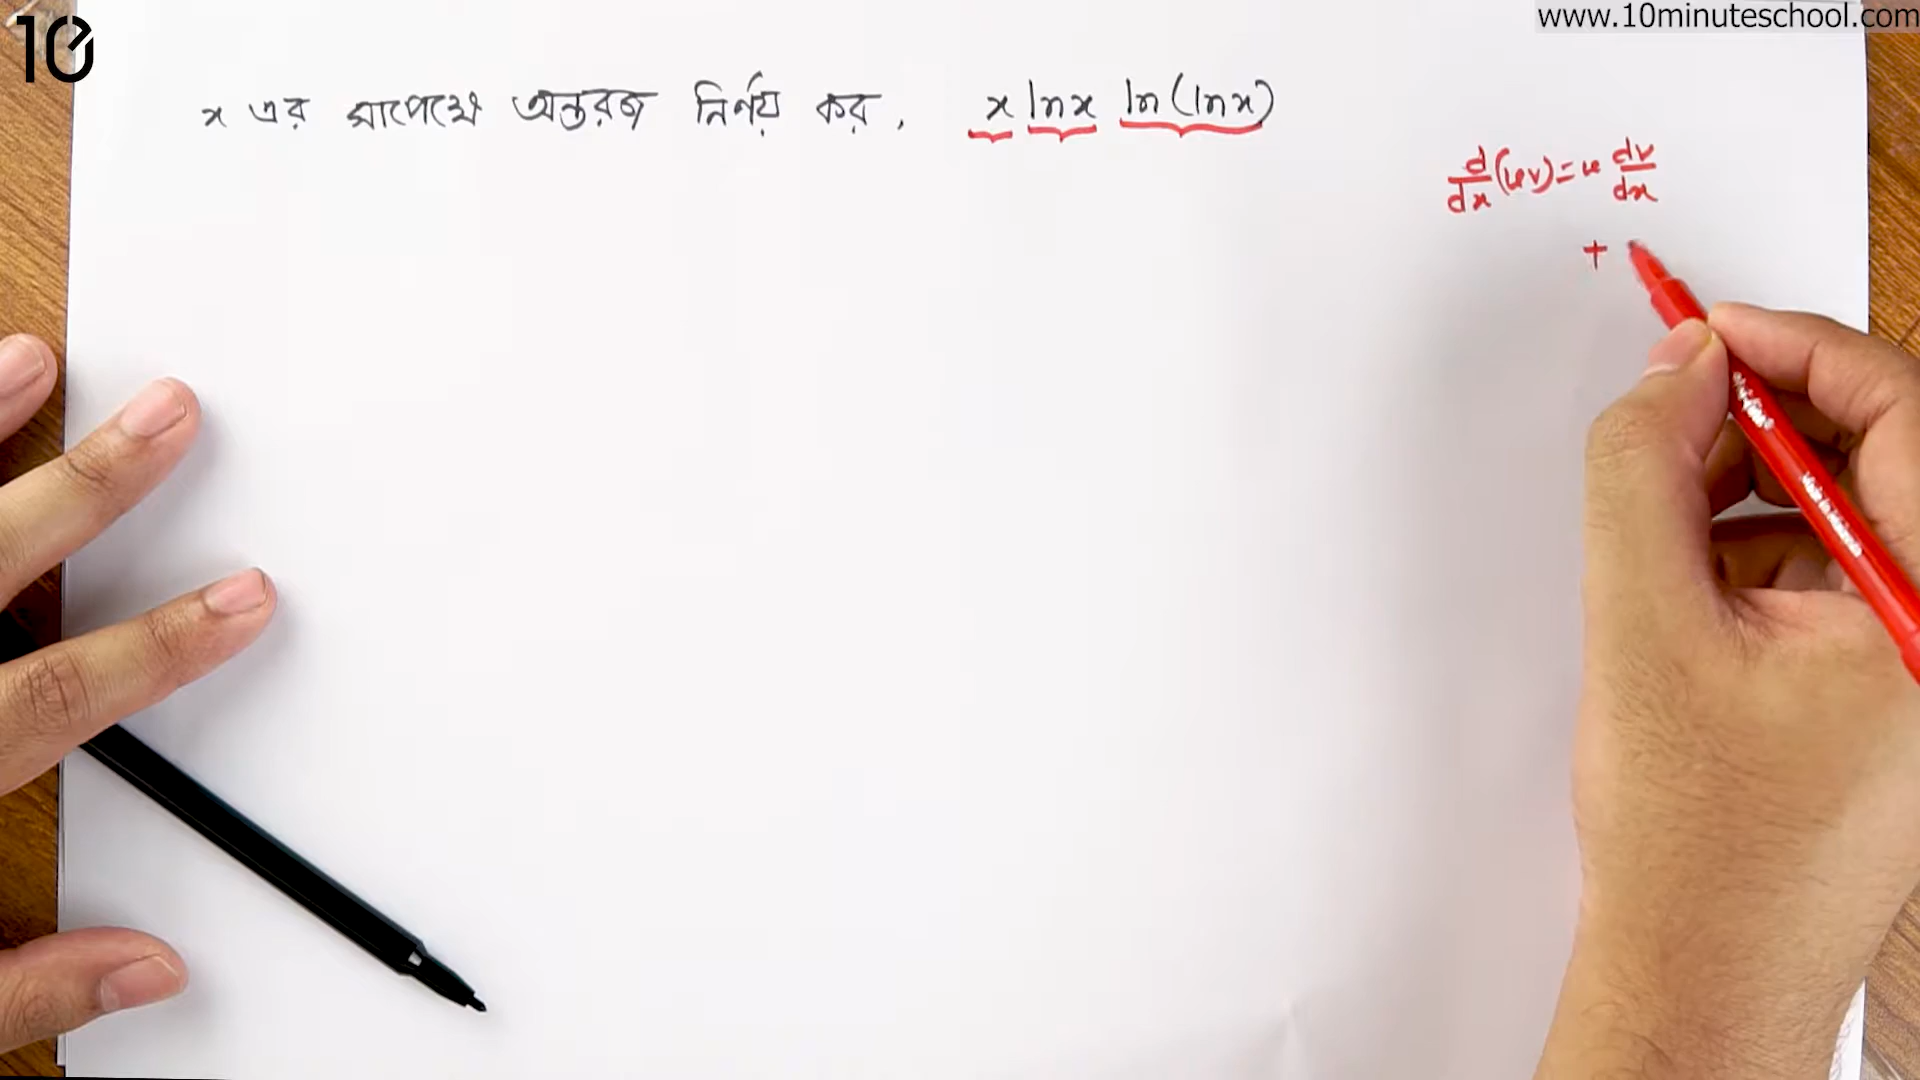 10
www.10minuteschool.com
x এর সাপেক্ষে অন্তরজ নির্ণয় কর, x lnx ln(lnx)
d/dx (uv) = u dv/dx
+